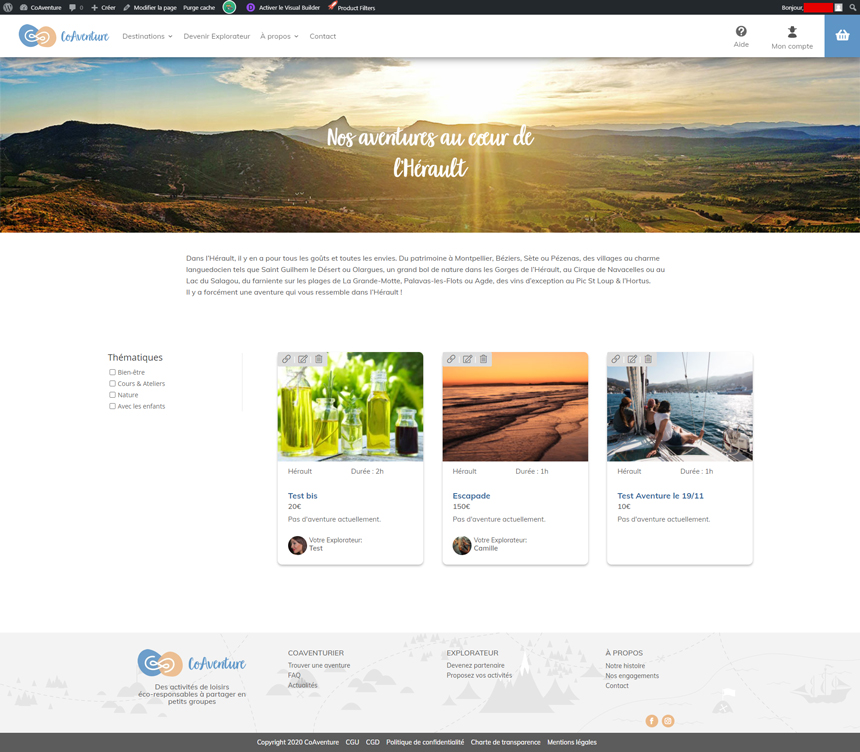 CoAventure 0 Créer Modifier la page Purge cache Activer le Visual Builder Product Filters Bonjour,
CoAventure Destinations Devenir Explorateur À propos Contact Aide Mon compte
Nos aventures au cœur de
l'Hérault
Dans l'Hérault, il y en a pour tous les goûts et toutes les envies. Du patrimoine à Montpellier, Béziers, Sète ou Pézenas, des villages au charme
languedocien tels que Saint Guilhem le Désert ou Olargues, un grand bol de nature dans les Gorges de l'Hérault, au Cirque de Navacelles ou au
Lac du Salagou, du farniente sur les plages de La Grande-Motte, Palavas-les-Flots ou Agde, des vins d'exception au Pic St Loup & l'Hortus.
Il y a forcément une aventure qui vous ressemble dans l'Hérault !
Thématiques
Bien-être
Cours & Ateliers
Nature
Avec les enfants
Hérault Durée : 2h
Test bis
20€
Pas d'aventure actuellement.
Votre Explorateur:
Test
Hérault Durée : 1h
Escapade
150€
Pas d'aventure actuellement.
Votre Explorateur:
Camille
Hérault Durée : 1h
Test Aventure le 19/11
10€
Pas d'aventure actuellement.
CoAventure
Des activités de loisirs
éco-responsables à partager en
petits groupes
COAVENTURIER
Trouver une aventure
FAQ
Actualités
EXPLORATEUR
Devenez partenaire
Proposez vos activités
À PROPOS
Notre histoire
Nos engagements
Contact
Copyright 2020 CoAventure CGU CGD Politique de confidentialité Charte de transparence Mentions légales